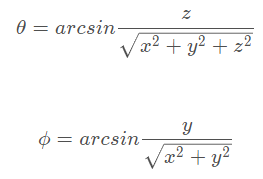 θ = arcsin z / √(x² + y² + z²)
ϕ = arcsin y / √(x² + y²)